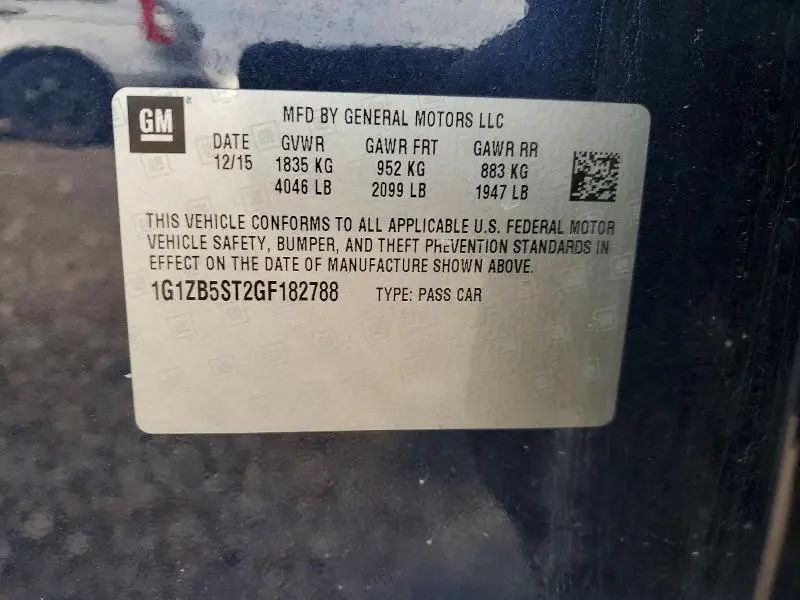 GM
MFD BY GENERAL MOTORS LLC
DATE GVWR GAWR FRT GAWR RR
12/15 1835 KG 952 KG 883 KG
4046 LB 2099 LB 1947 LB
THIS VEHICLE CONFORMS TO ALL APPLICABLE U.S. FEDERAL MOTOR
VEHICLE SAFETY, BUMPER, AND THEFT PREVENTION STANDARDS IN
EFFECT ON THE DATE OF MANUFACTURE SHOWN ABOVE.
1G1ZB5ST2GF182788 TYPE: PASS CAR